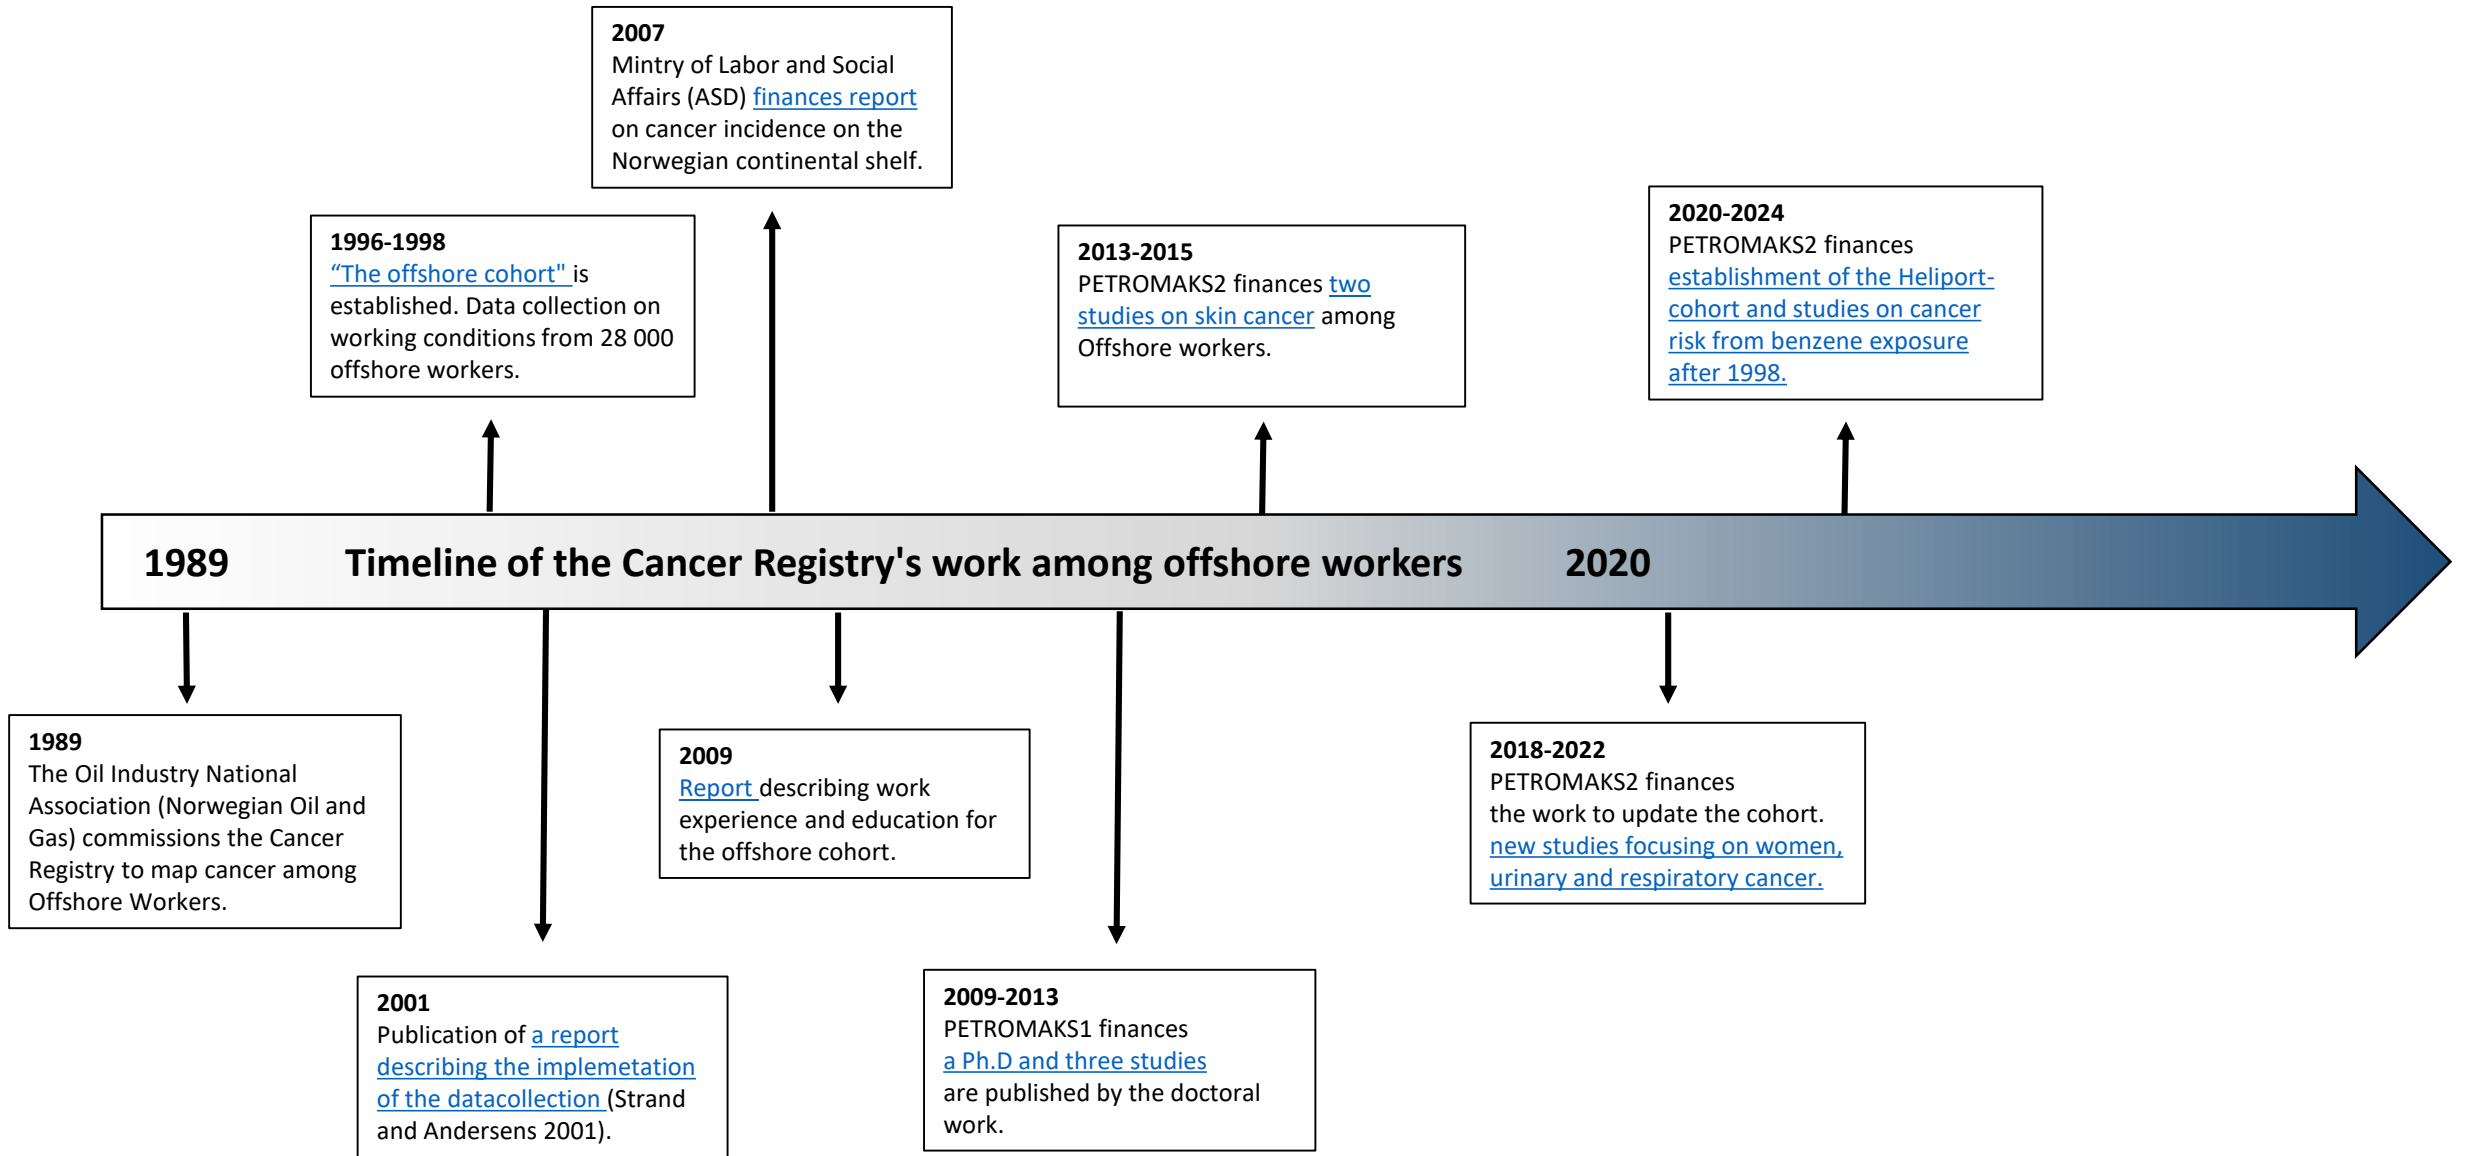 2007
Mintry of Labor and Social
Affairs (ASD) finances report
on cancer incidence on the
Norwegian continental shelf.
1996-1998
“The offshore cohort" is
established. Data collection on
working conditions from 28 000
offshore workers.
2013-2015
PETROMAKS2 finances two
studies on skin cancer among
Offshore workers.
2020-2024
PETROMAKS2 finances
establishment of the Heliport-
cohort and studies on cancer
risk from benzene exposure
after 1998.
1989 Timeline of the Cancer Registry's work among offshore workers 2020
1989
The Oil Industry National
Association (Norwegian Oil and
Gas) commissions the Cancer
Registry to map cancer among
Offshore Workers.
2001
Publication of a report
describing the implemetation
of the datacollection (Strand
and Andersens 2001).
2009
Report describing work
experience and education for
the offshore cohort.
2009-2013
PETROMAKS1 finances
a Ph.D and three studies
are published by the doctoral
work.
2018-2022
PETROMAKS2 finances
the work to update the cohort.
new studies focusing on women,
urinary and respiratory cancer.